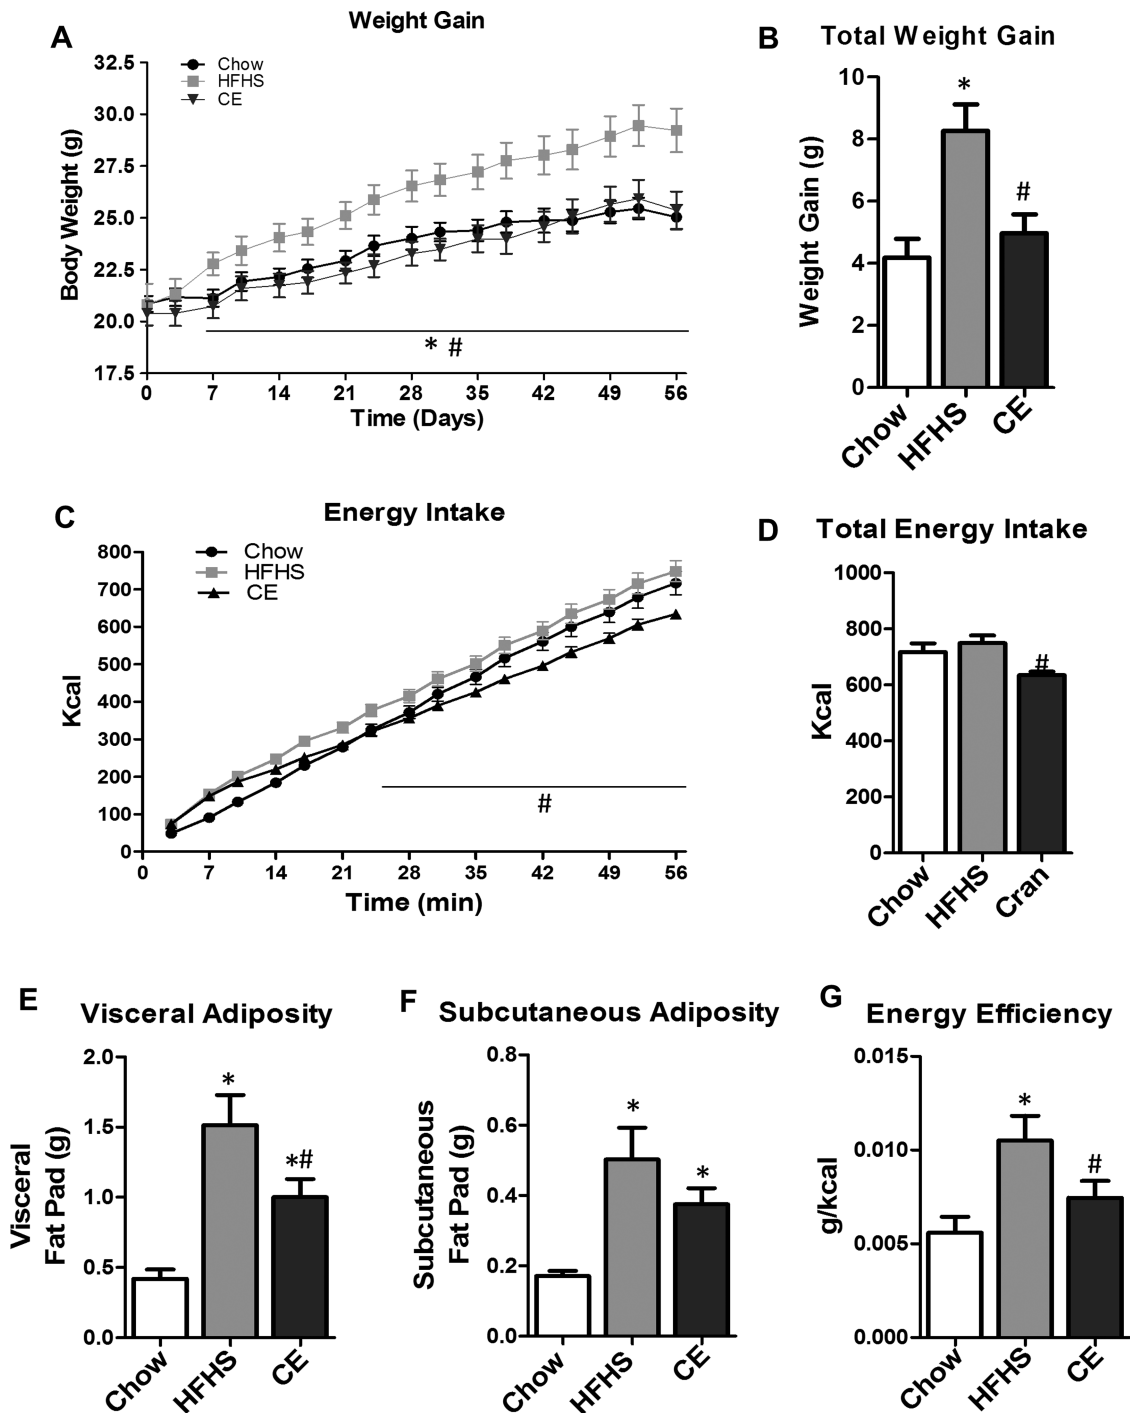 A
Weight Gain
Chow
HFHS
CE
32.5
30.0
27.5
25.0
22.5
20.0
17.5
Body Weight (g)
* #
0 7 14 21 28 35 42 49 56
Time (Days)
B
Total Weight Gain
10
8
6
4
2
0
Weight Gain (g)
*
#
Chow
HFHS
CE
C
Energy Intake
Chow
HFHS
CE
800
700
600
500
400
300
200
100
0
Kcal
#
0 7 14 21 28 35 42 49 56
Time (min)
D
Total Energy Intake
1000
800
600
400
200
0
Kcal
#
Chow
HFHS
Cran
E
Visceral Adiposity
2.0
1.5
1.0
0.5
0.0
Visceral
Fat Pad (g)
*
*#
Chow
HFHS
CE
F
Subcutaneous Adiposity
0.8
0.6
0.4
0.2
0.0
Subcutaneous
Fat Pad (g)
*
*
Chow
HFHS
CE
G
Energy Efficiency
0.015
0.010
0.005
0.000
g/kcal
*
#
Chow
HFHS
CE